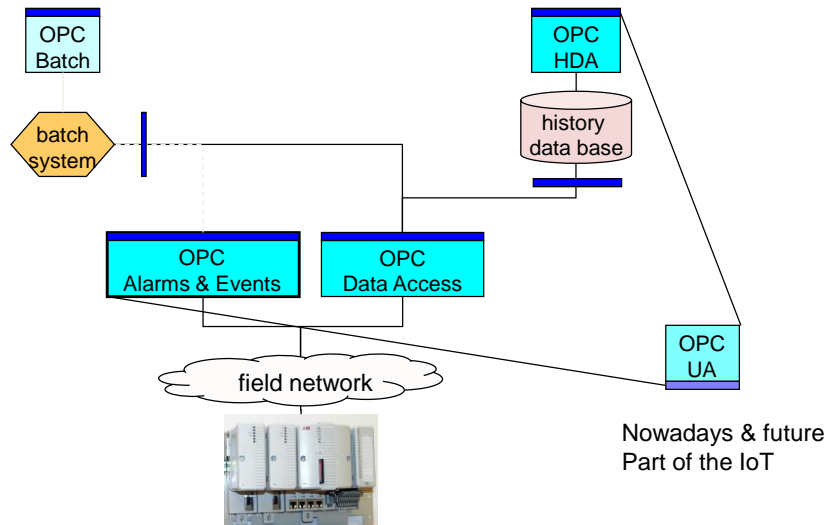 OPC
Batch
OPC
HDA
batch
system
history
data base
OPC
Alarms & Events
OPC
Data Access
OPC
UA
field network
Nowadays & future
Part of the IoT